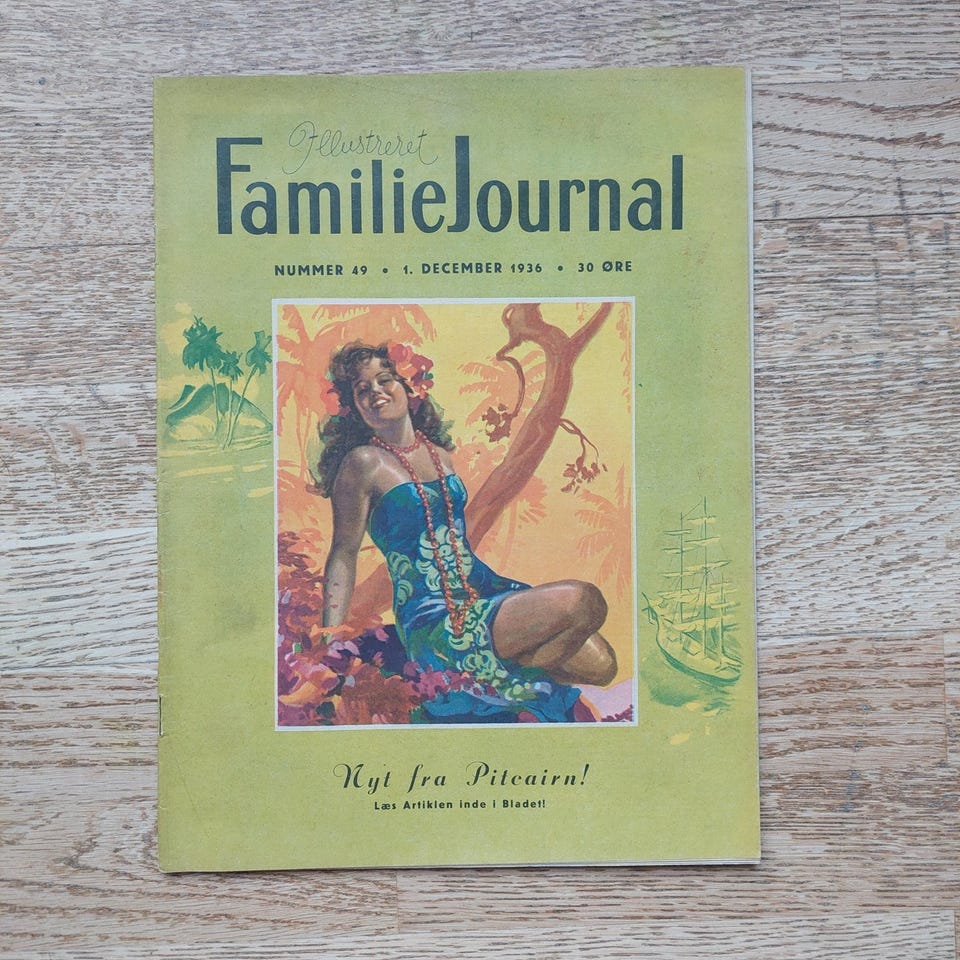 Illustreret
FamilieJournal
NUMMER 49 • 1. DECEMBER 1936 • 30 ØRE
Nyt fra Pitcairn!
Læs Artiklen inde i Bladet!